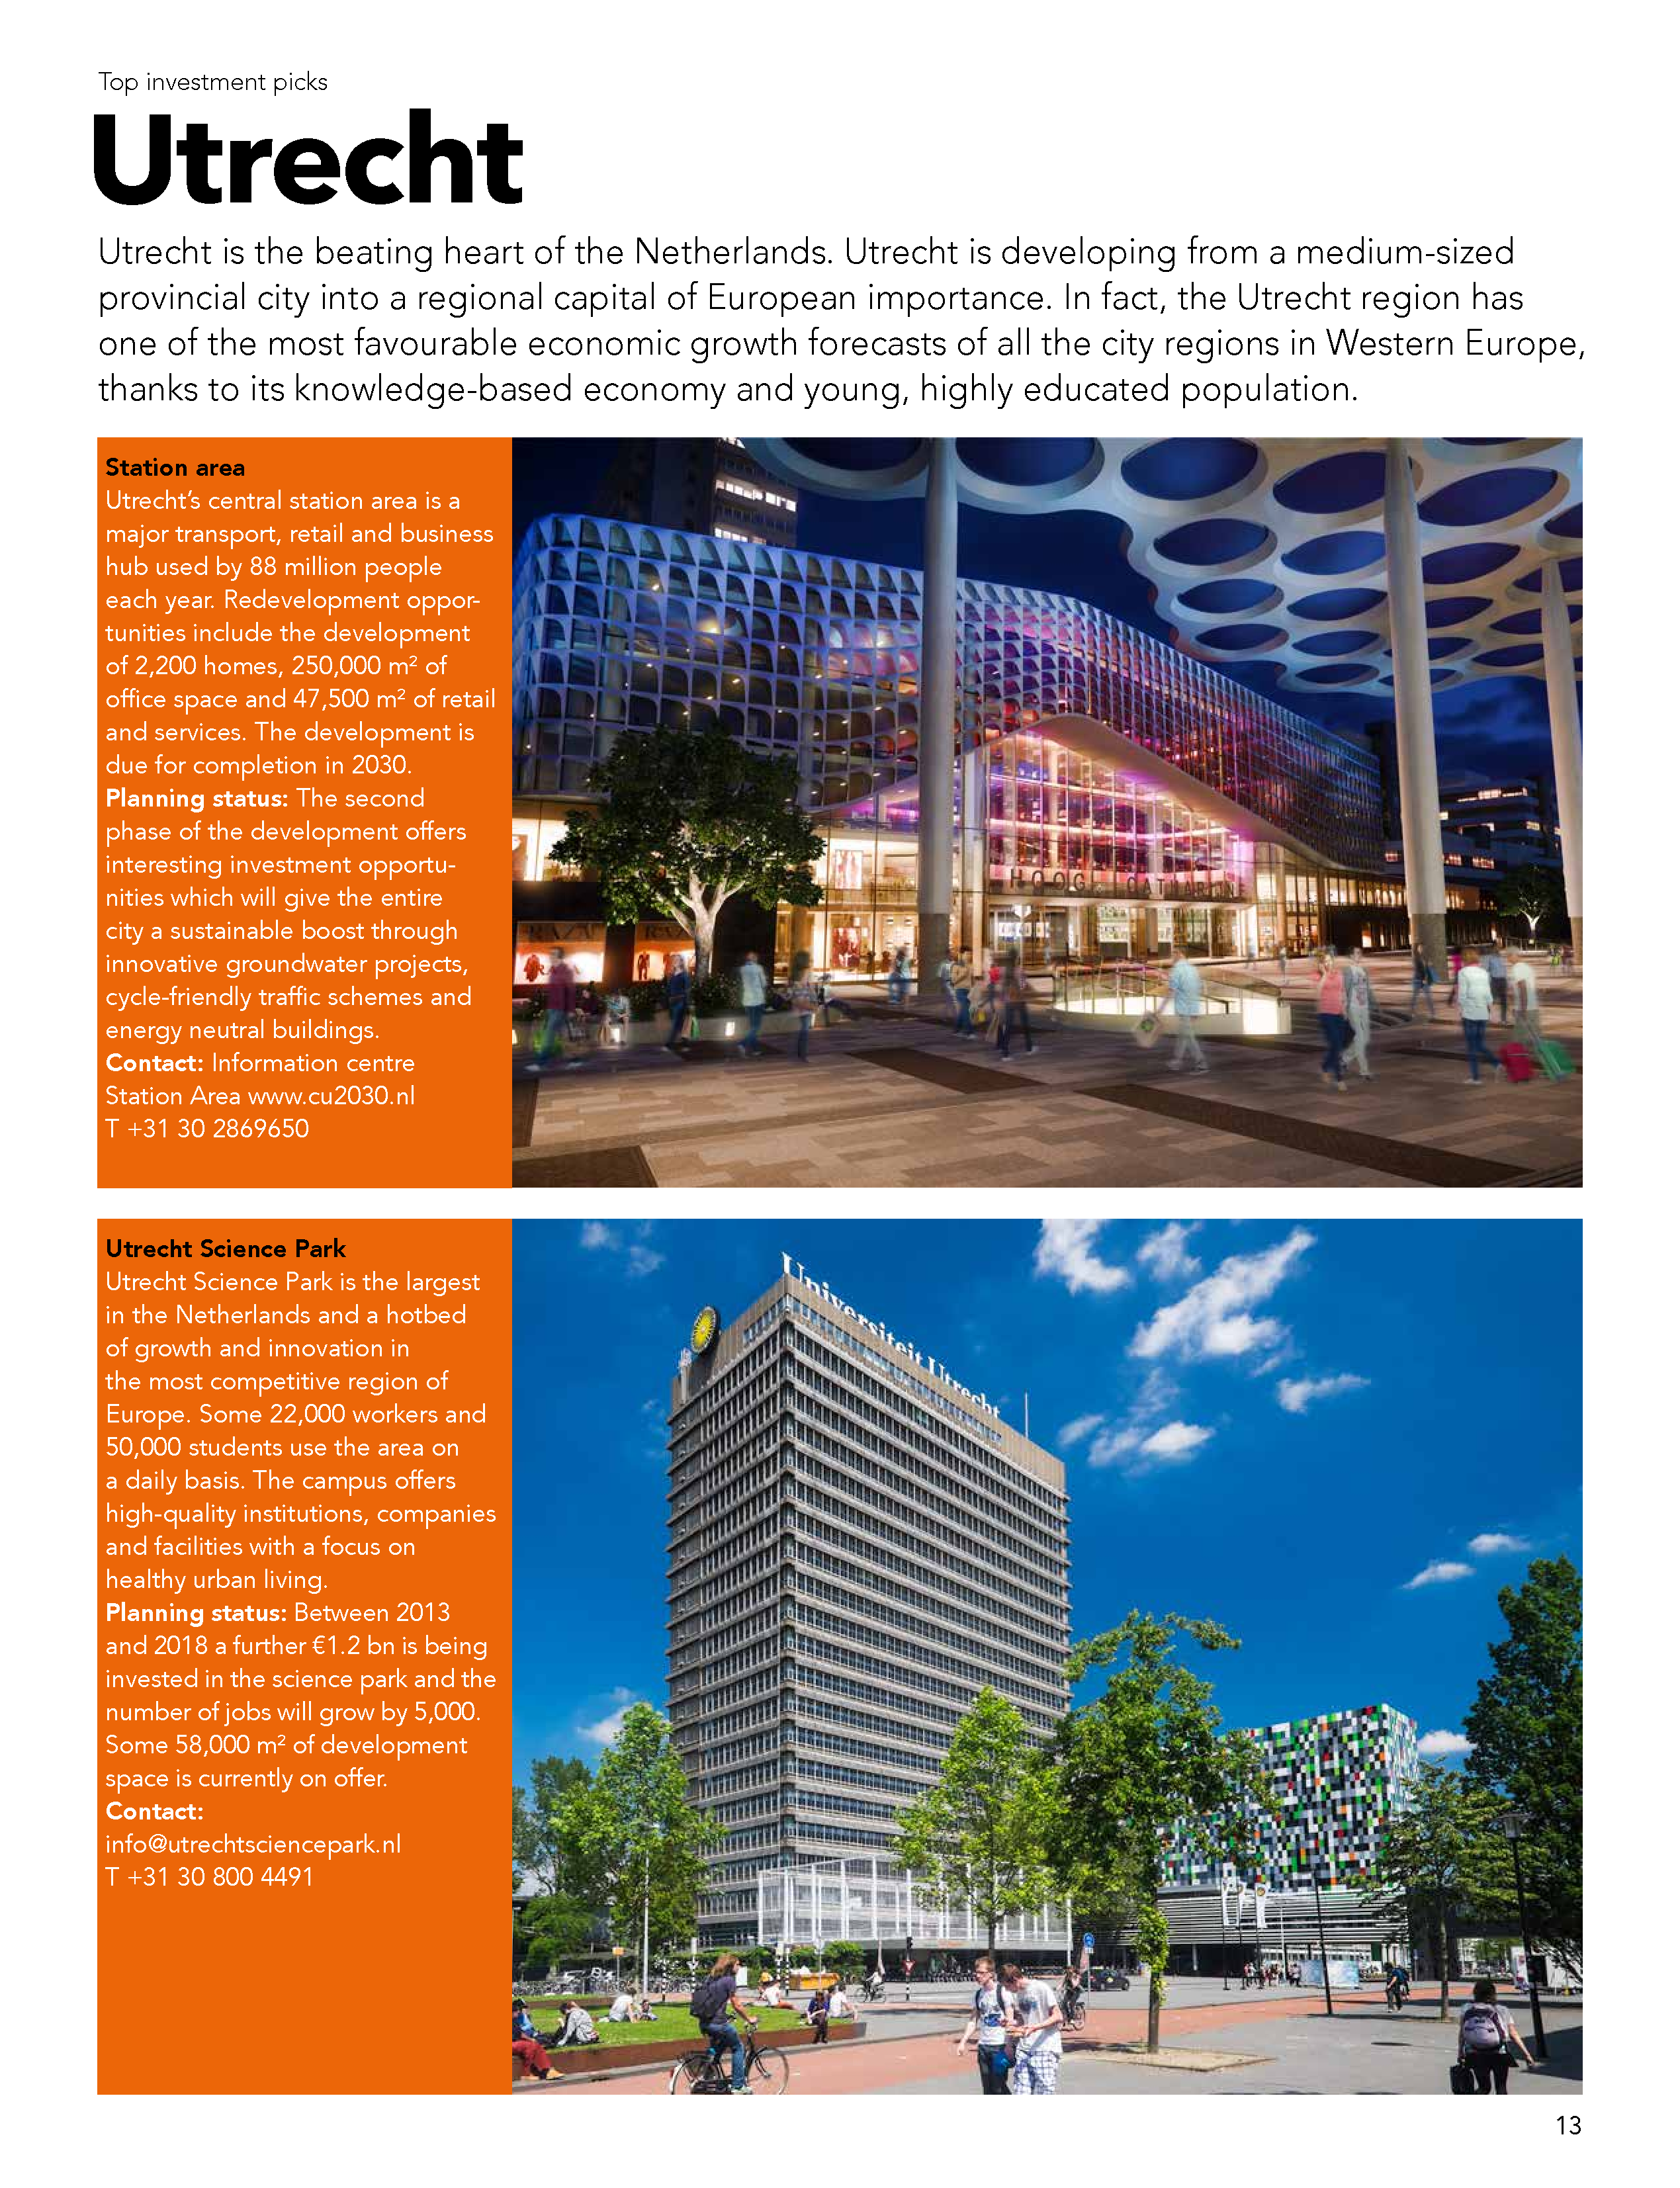 Top investment picks
Utrecht
Utrecht is the beating heart of the Netherlands. Utrecht is developing from a medium-sized
provincial city into a regional capital of European importance. In fact, the Utrecht region has
one of the most favourable economic growth forecasts of all the city regions in Western Europe,
thanks to its knowledge-based economy and young, highly educated population.
Station area
Utrecht’s central station area is a
major transport, retail and business
hub used by 88 million people
each year. Redevelopment oppor-
tunities include the development
of 2,200 homes, 250,000 m² of
office space and 47,500 m² of retail
and services. The development is
due for completion in 2030.
Planning status: The second
phase of the development offers
interesting investment opportu-
nities which will give the entire
city a sustainable boost through
innovative groundwater projects,
cycle-friendly traffic schemes and
energy neutral buildings.
Contact: Information centre
Station Area www.cu2030.nl
T +31 30 2869650
HOOG CATHARIJNE
Utrecht Science Park
Utrecht Science Park is the largest
in the Netherlands and a hotbed
of growth and innovation in
the most competitive region of
Europe. Some 22,000 workers and
50,000 students use the area on
a daily basis. The campus offers
high-quality institutions, companies
and facilities with a focus on
healthy urban living.
Planning status: Between 2013
and 2018 a further €1.2 bn is being
invested in the science park and the
number of jobs will grow by 5,000.
Some 58,000 m² of development
space is currently on offer.
Contact:
info@utrechtsciencepark.nl
T +31 30 800 4491
Universiteit Utrecht
13